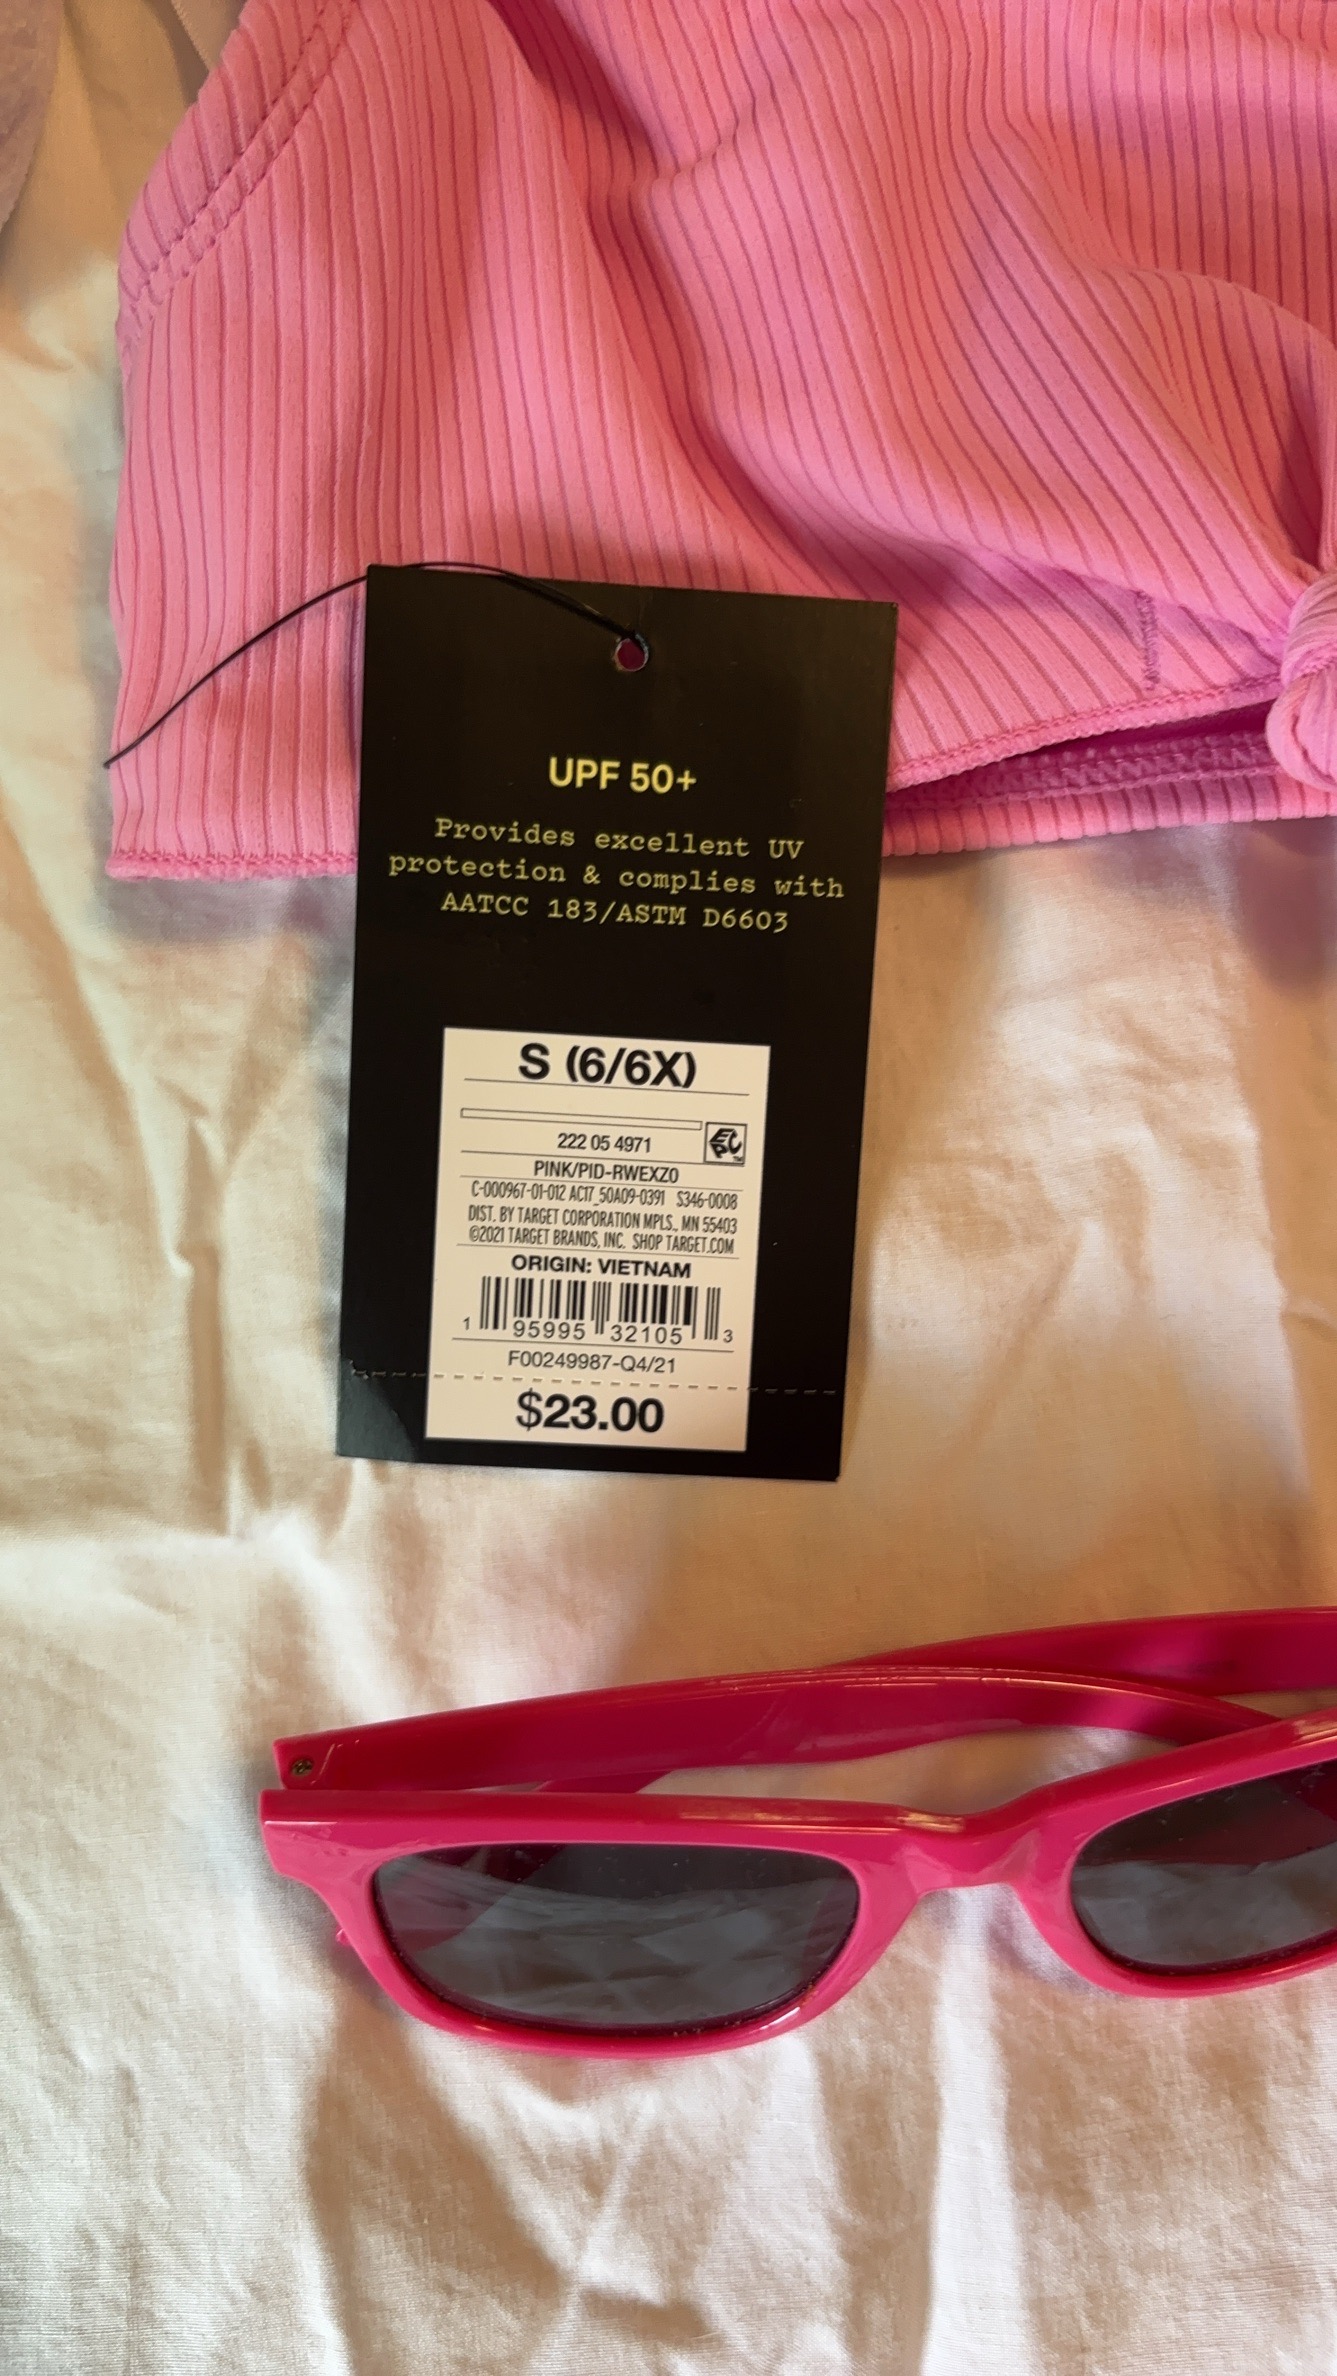 UPF 50+
Provides excellent UV
protection & complies with
AATCC 183/ASTM D6603
S (6/6X)
222 05 4971
EPC™
PINK/PID-RWEXZ0
C-000967-01-012 AC17_50A09-0391 S346-0008
DIST. BY TARGET CORPORATION MPLS., MN 55403
©2021 TARGET BRANDS, INC. SHOP TARGET.COM
ORIGIN: VIETNAM
1 95995 32105 3
F00249987-Q4/21
$23.00